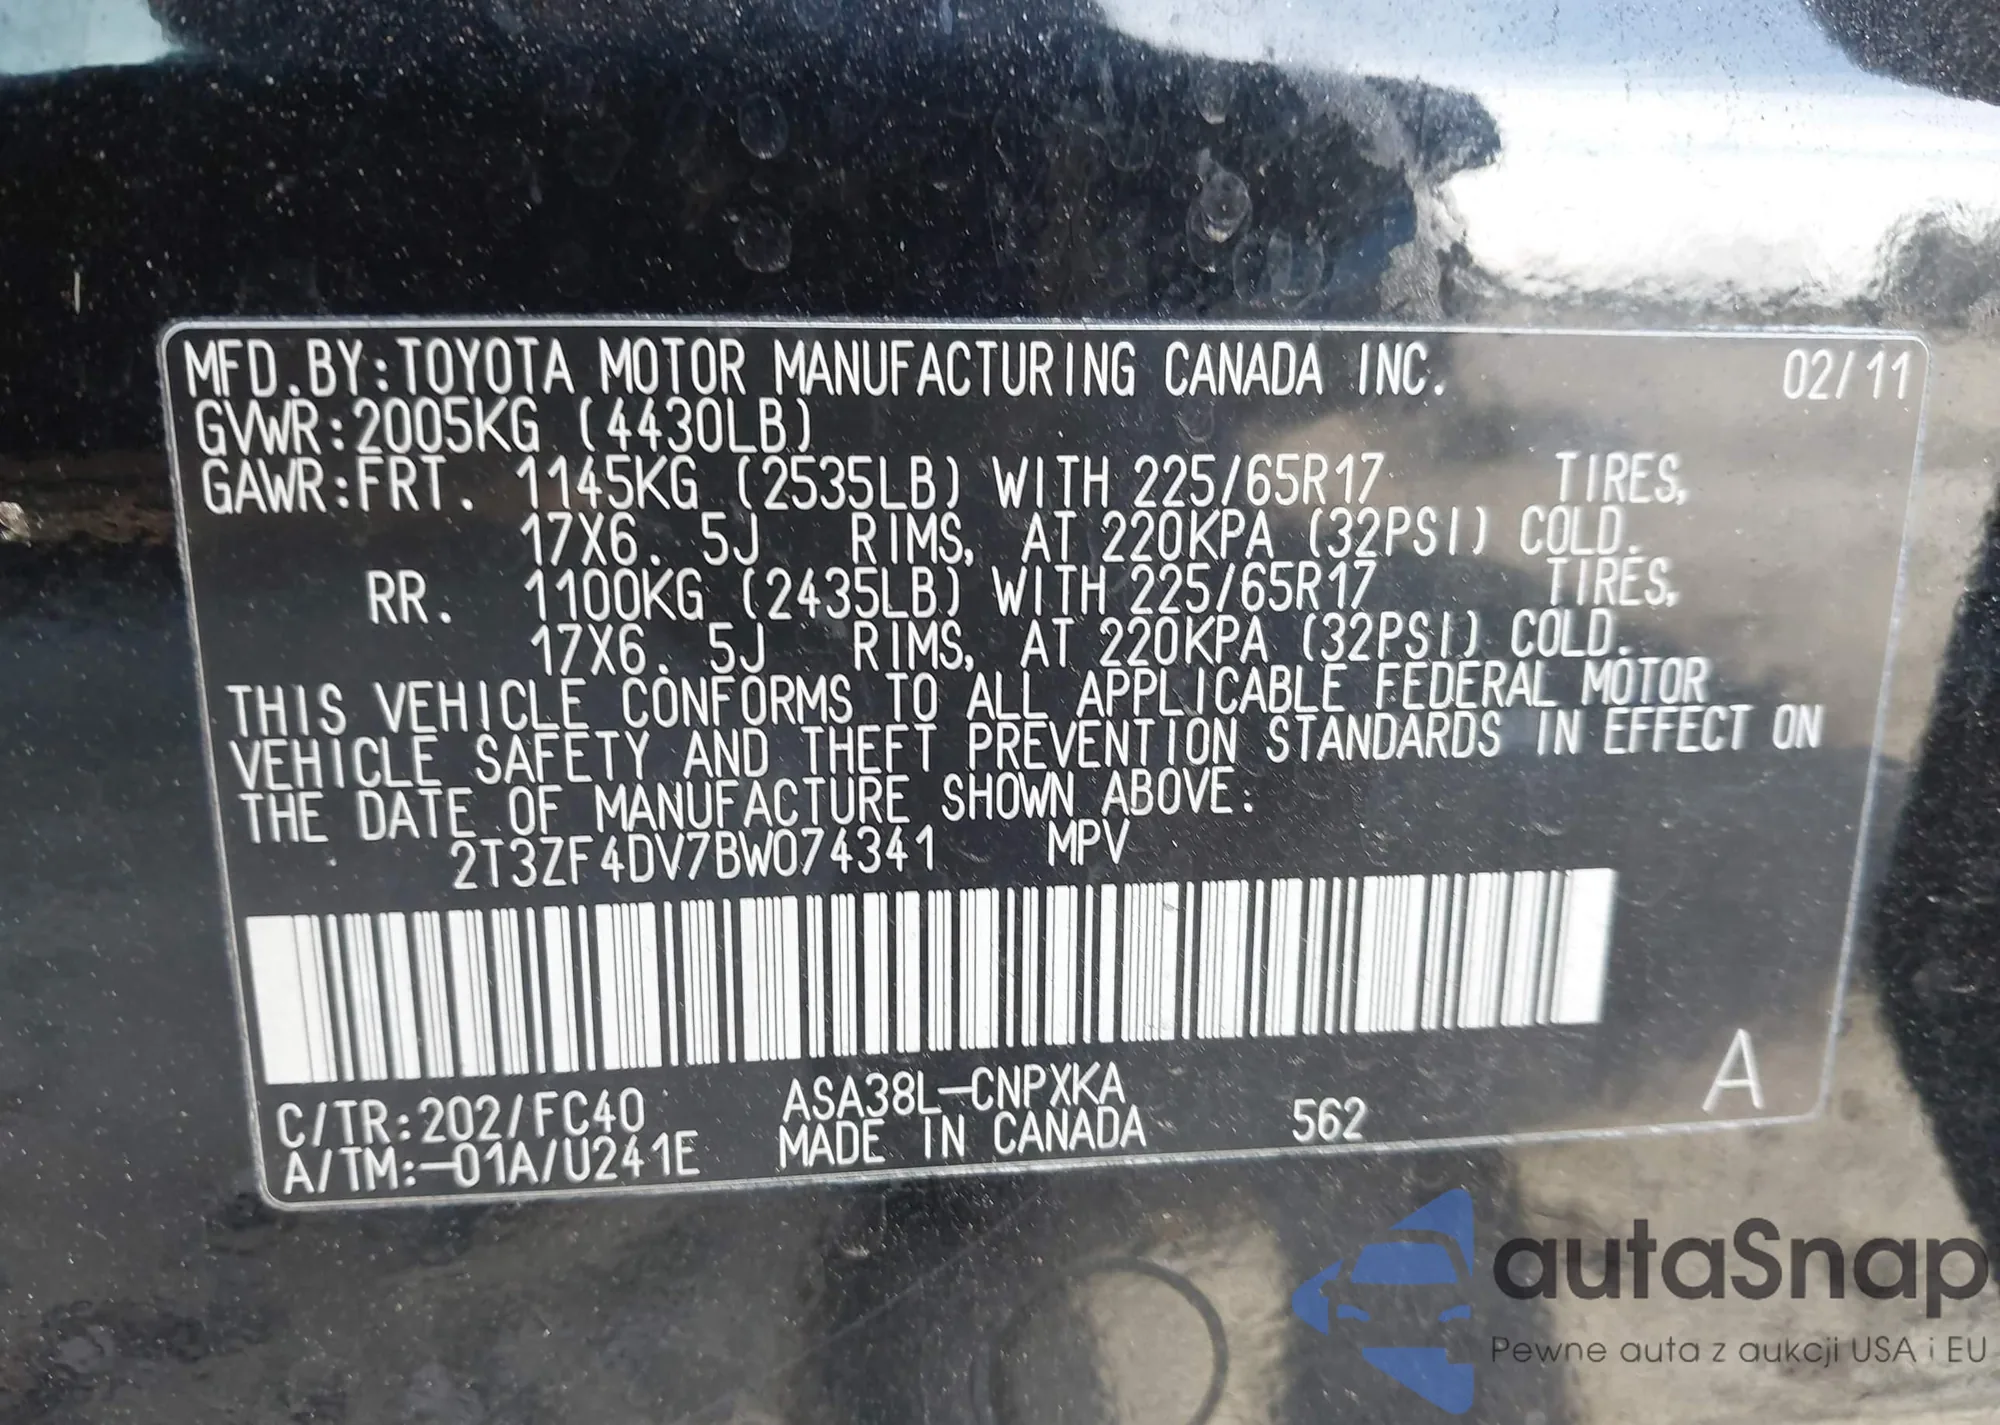 MFD.BY:TOYOTA MOTOR MANUFACTURING CANADA INC. 02/11
GVWR:2005KG (4430LB)
GAWR:FRT. 1145KG (2535LB) WITH 225/65R17 TIRES,
17X6. 5J RIMS, AT 220KPA (32PSI) COLD.
RR. 1100KG (2435LB) WITH 225/65R17 TIRES,
17X6. 5J RIMS, AT 220KPA (32PSI) COLD.
THIS VEHICLE CONFORMS TO ALL APPLICABLE FEDERAL MOTOR
VEHICLE SAFETY AND THEFT PREVENTION STANDARDS IN EFFECT ON
THE DATE OF MANUFACTURE SHOWN ABOVE:
2T3ZF4DV7BW074341 MPV
C/TR:202/FC40 ASA38L-CNPXKA
A/TM:-01A/U241E MADE IN CANADA 562 A
autaSnap
Pewne auta z aukcji USA i EU